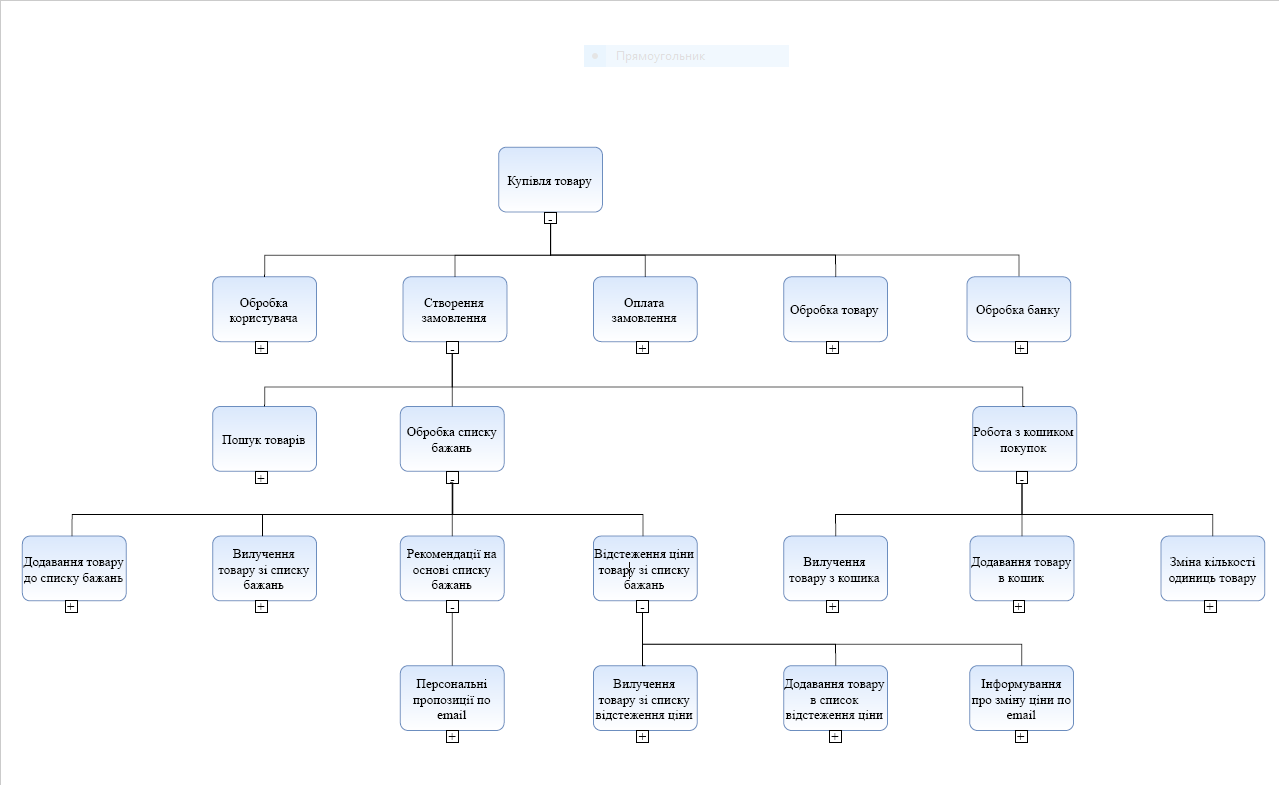 Прямоугольник
Купівля товару
-
Обробка
користувача
Створення
замовлення
Оплата
замовлення
Обробка товару
Обробка банку
+
-
+
+
+
Пошук товарів
Обробка списку
бажань
Робота з кошиком
покупок
+
-
-
Додавання товару
до списку бажань
Вилучення
товару зі списку
бажань
Рекомендації на
основі списку
бажань
Відстеження ціни
товару зі списку
бажань
Вилучення
товару з кошика
Додавання товару
в кошик
Зміна кількості
одиниць товару
+
+
-
-
+
+
+
Персональні
пропозиції по
email
Вилучення
товару зі списку
відстеження ціни
Додавання товару
в список
відстеження ціни
Інформування
про зміну ціни по
email
+
+
+
+